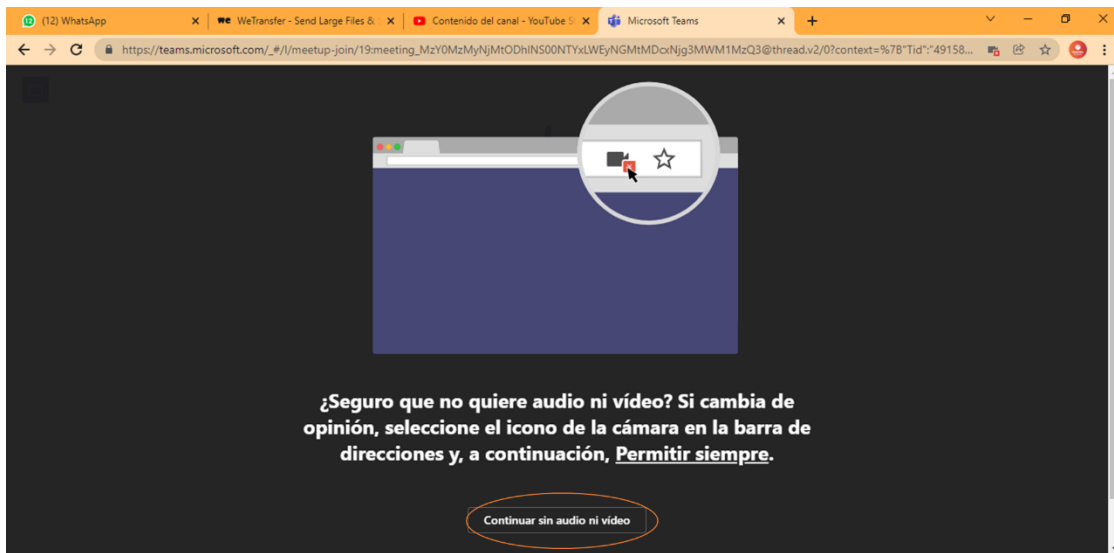 (12) WhatsApp
WeTransfer - Send Large Files &
Contenido del canal - YouTube
Microsoft Teams
https://teams.microsoft.com/_#/l/meetup-join/19:meeting_MzY0MzMyNjMtODhlNS00NTYxLWEyNGMtMDcxNjg3MWM1MzQ3@thread.v2/0?context=%7B"Tid":"49158...
¿Seguro que no quiere audio ni vídeo? Si cambia de
opinión, seleccione el icono de la cámara en la barra de
direcciones y, a continuación, Permitir siempre.
Continuar sin audio ni vídeo